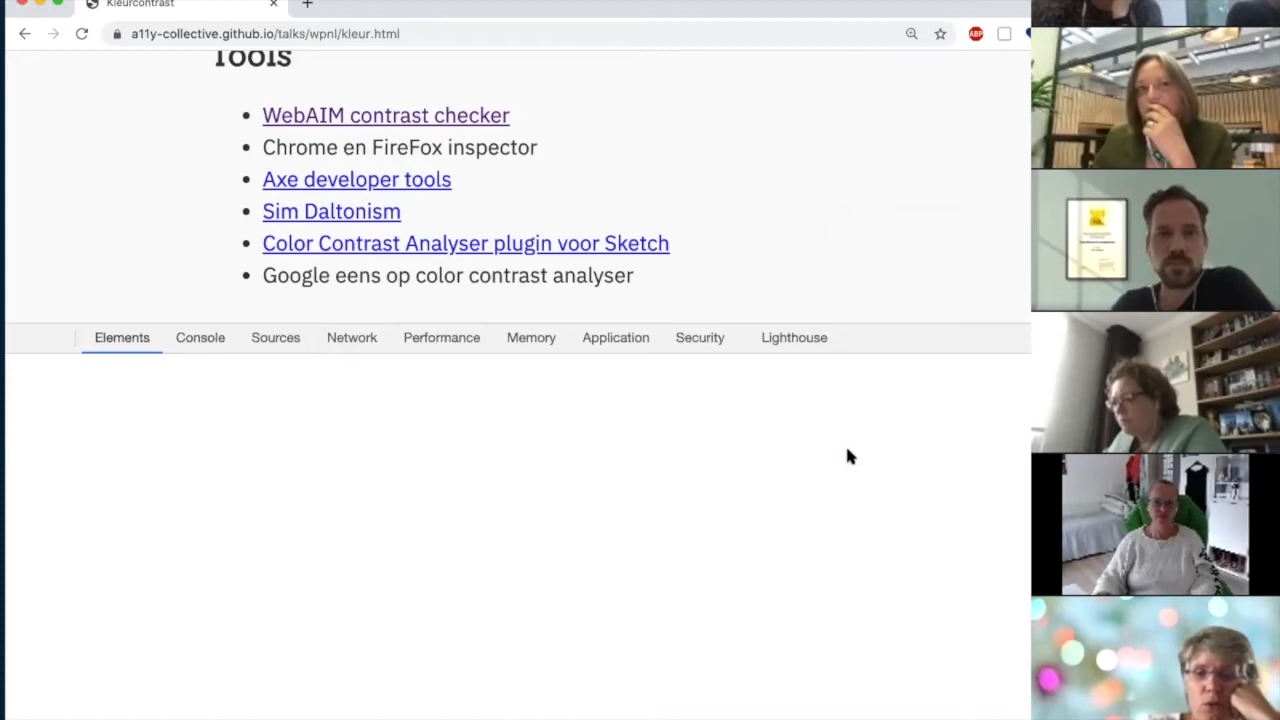 Kleurcontrast
a11y-collective.github.io/talks/wpnl/kleur.html
ABP
Tools
WebAIM contrast checker
Chrome en FireFox inspector
Axe developer tools
Sim Daltonism
Color Contrast Analyser plugin voor Sketch
Google eens op color contrast analyser
Elements Console Sources Network Performance Memory Application Security Lighthouse